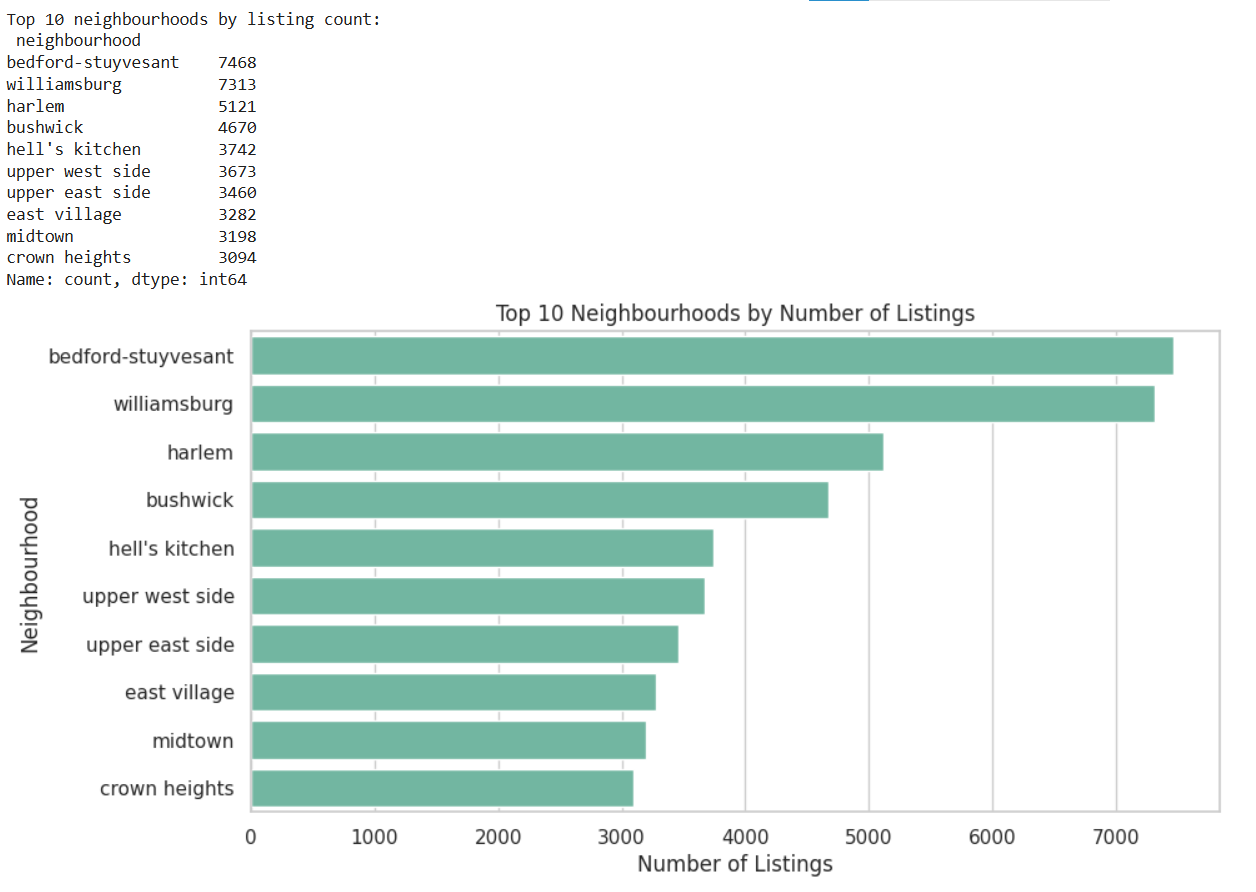 Top 10 neighbourhoods by listing count:
neighbourhood
bedford-stuyvesant    7468
williamsburg          7313
harlem                5121
bushwick              4670
hell's kitchen        3742
upper west side       3673
upper east side       3460
east village          3282
midtown               3198
crown heights         3094
Name: count, dtype: int64
Top 10 Neighbourhoods by Number of Listings
Neighbourhood
bedford-stuyvesant
williamsburg
harlem
bushwick
hell's kitchen
upper west side
upper east side
east village
midtown
crown heights
0 1000 2000 3000 4000 5000 6000 7000
Number of Listings